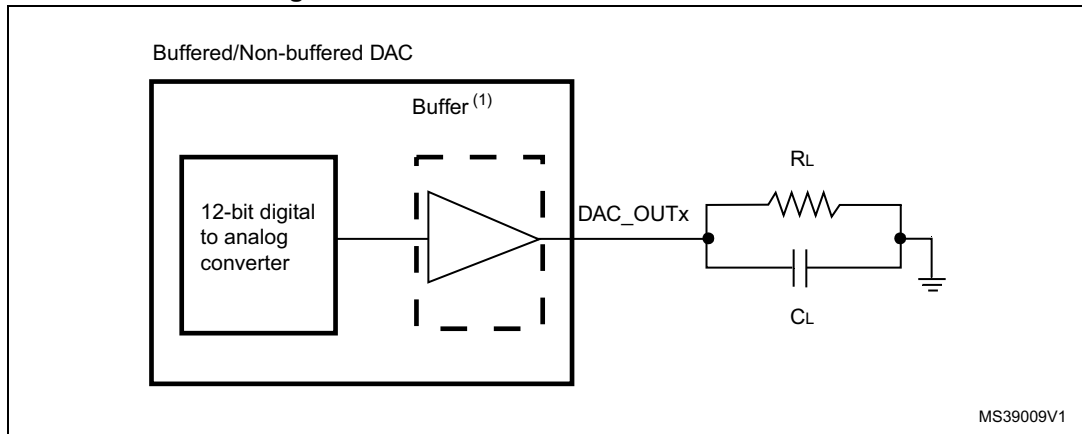 Buffered/Non-buffered DAC
Buffer (1)
12-bit digital
to analog
converter
DAC_OUTx
RL
CL
MS39009V1